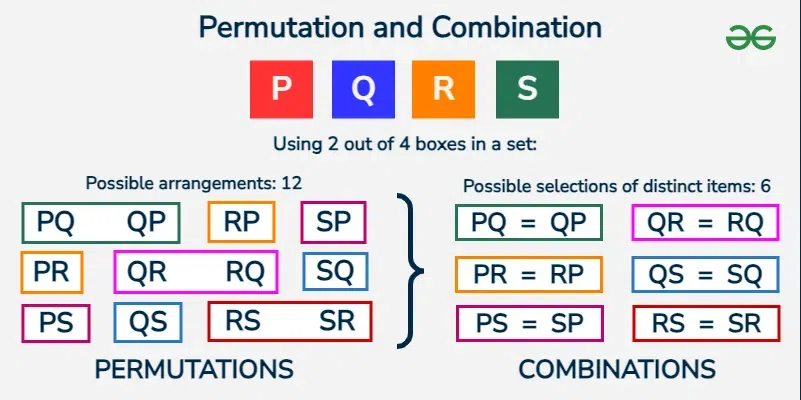 Permutation and Combination
P Q R S
Using 2 out of 4 boxes in a set:
Possible arrangements: 12
PQ QP RP SP
PR QR RQ SQ
PS QS RS SR
PERMUTATIONS
Possible selections of distinct items: 6
PQ = QP QR = RQ
PR = RP QS = SQ
PS = SP RS = SR
COMBINATIONS